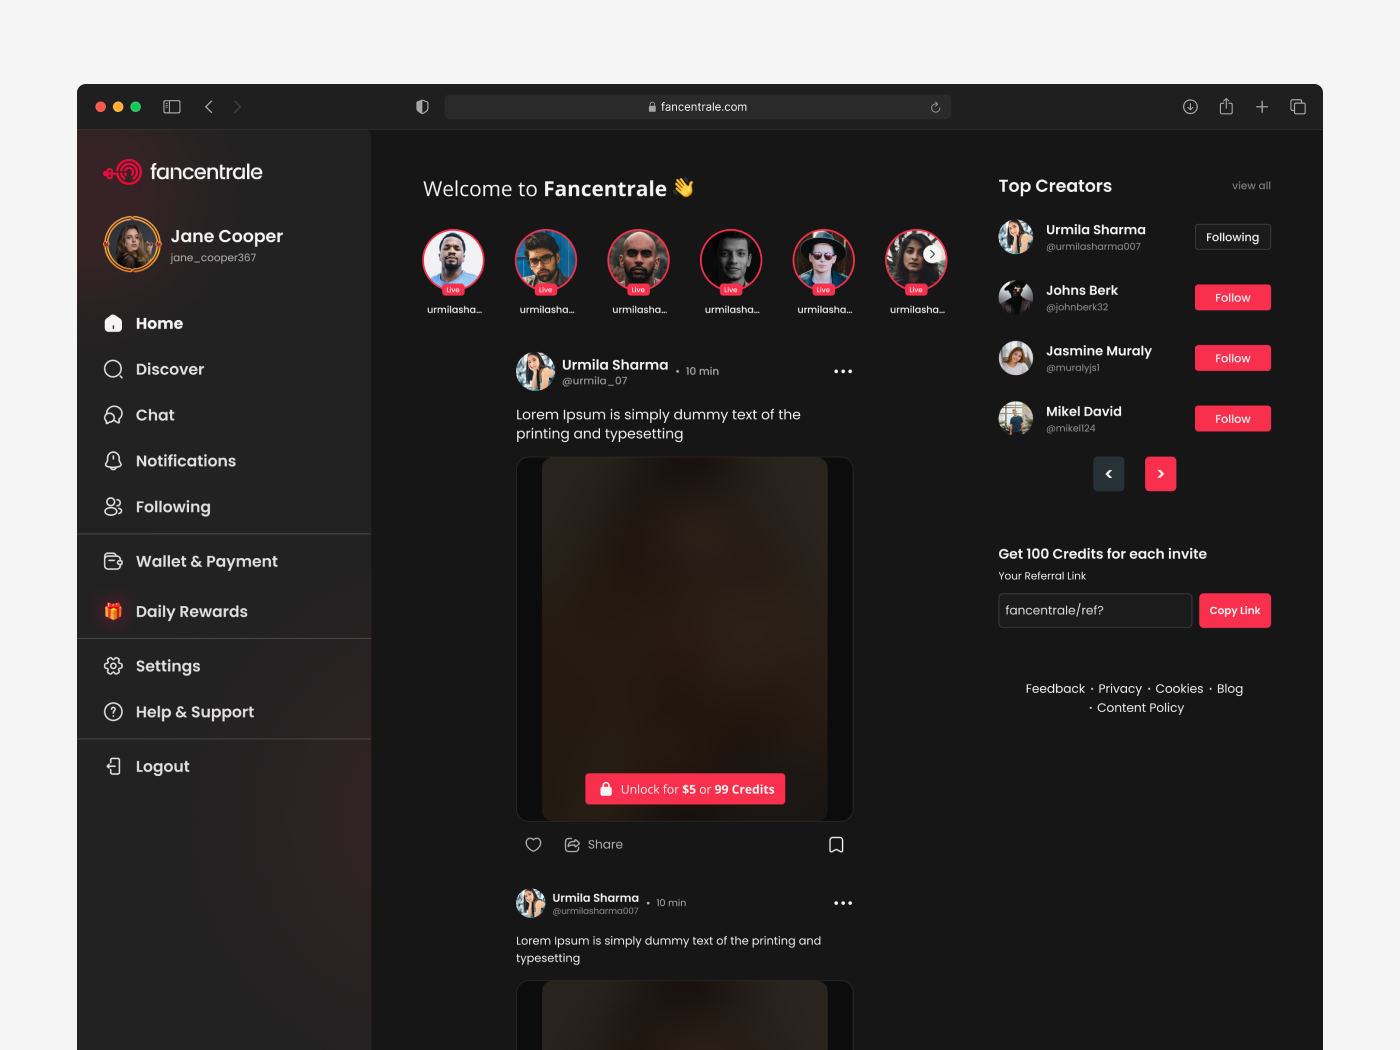 fancentrale.com
fancentrale
Jane Cooper
jane_cooper367
Home
Discover
Chat
Notifications
Following
Wallet & Payment
Daily Rewards
Settings
Help & Support
Logout
Welcome to Fancentrale 👋
Live
Live
Live
Live
Live
Live
urmilasha...
urmilasha...
urmilasha...
urmilasha...
urmilasha...
urmilasha...
Urmila Sharma • 10 min
@urmila_07
Lorem Ipsum is simply dummy text of the
printing and typesetting
Unlock for $5 or 99 Credits
Share
Urmila Sharma • 10 min
@urmilasharma007
Lorem Ipsum is simply dummy text of the printing and
typesetting
Top Creators
view all
Urmila Sharma
@urmilasharma007
Following
Johns Berk
@johnberk32
Follow
Jasmine Muraly
@muralyjs1
Follow
Mikel David
@mikel124
Follow
Get 100 Credits for each invite
Your Referral Link
fancentrale/ref?
Copy Link
Feedback · Privacy · Cookies · Blog
· Content Policy